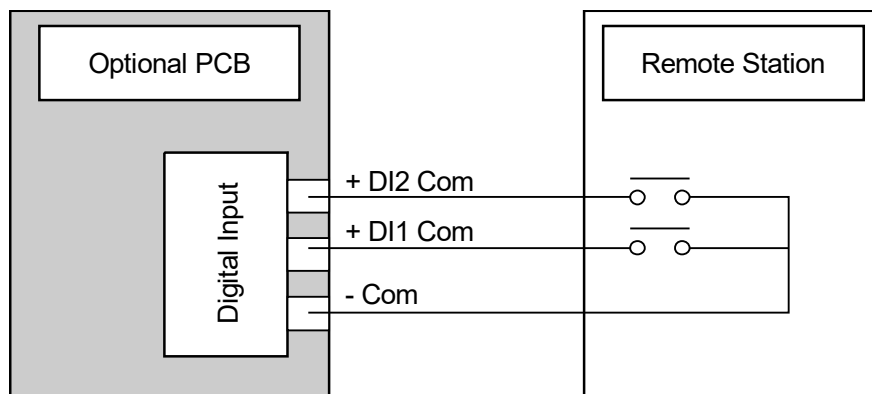 Optional PCB
Remote Station
Digital Input
+ DI2 Com
+ DI1 Com
- Com